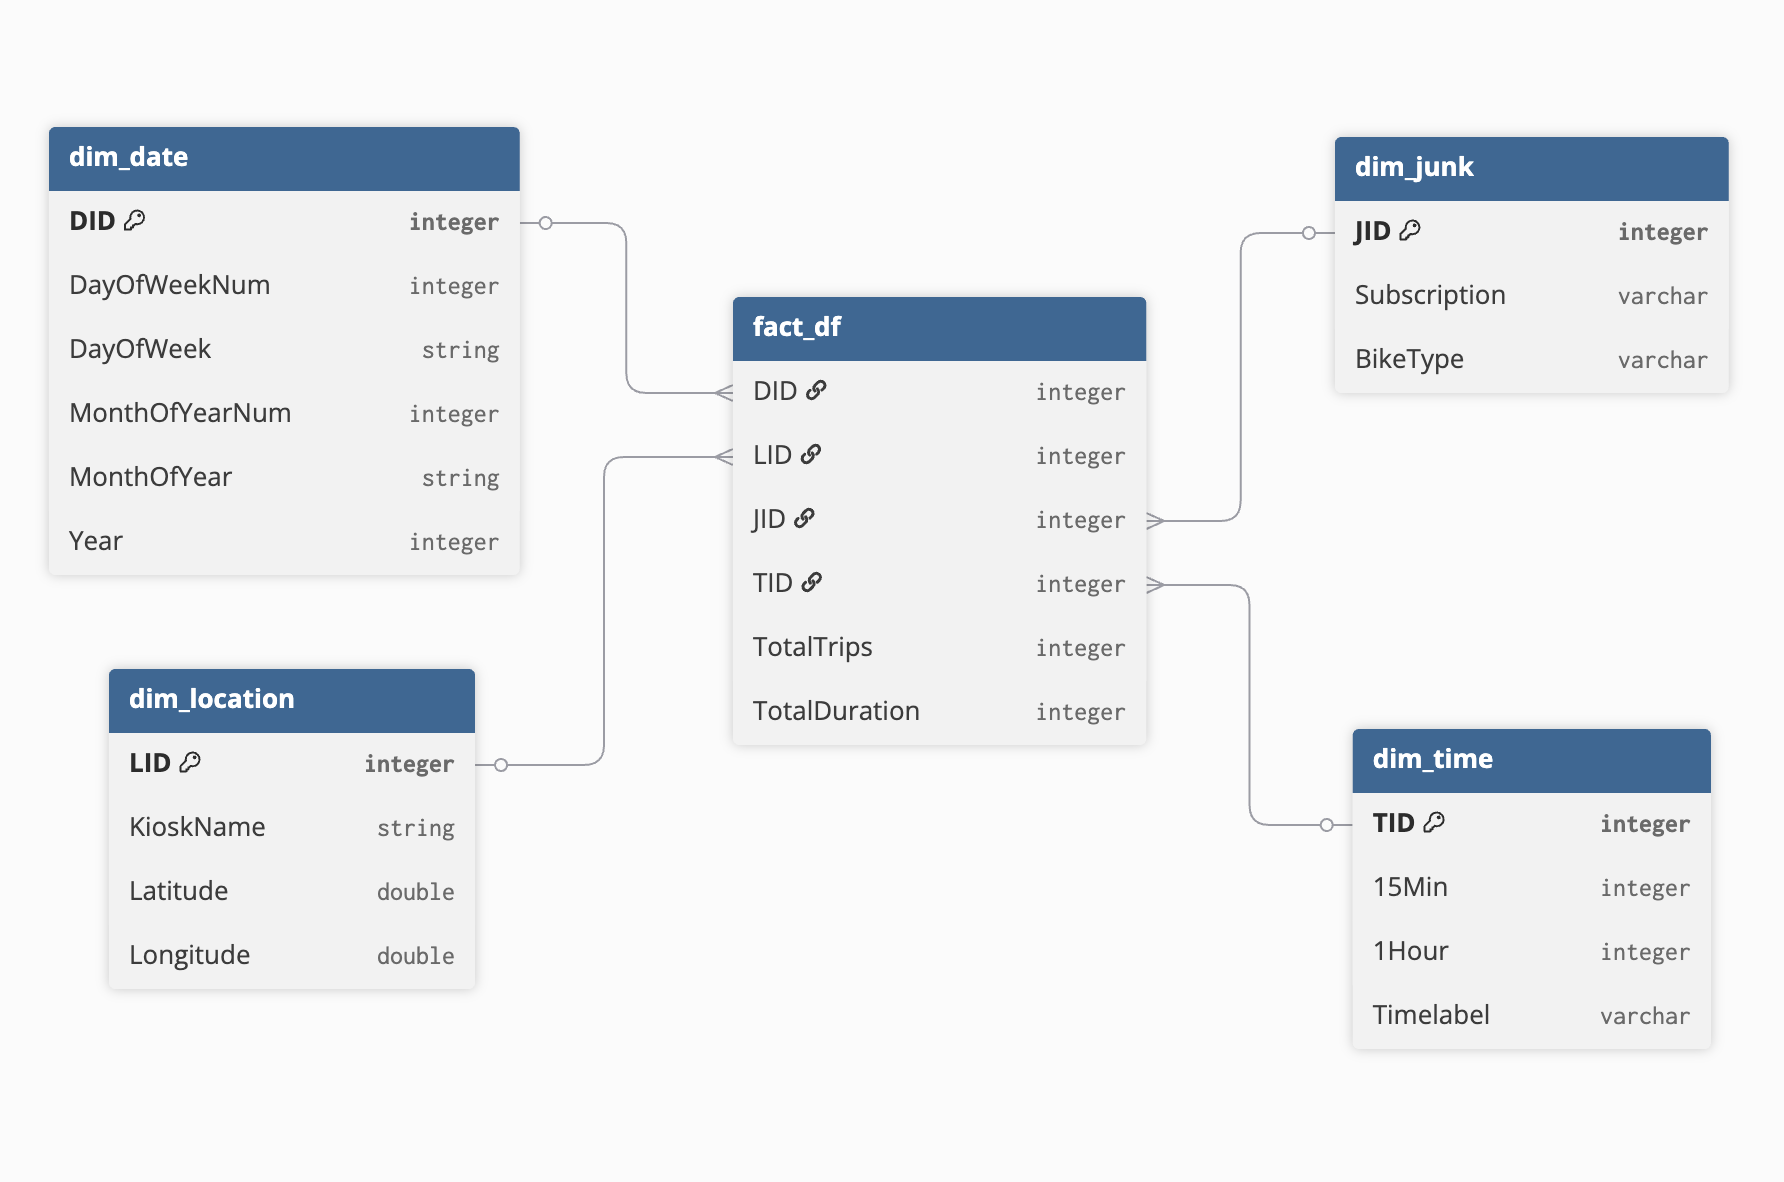 dim_date
DID integer
DayOfWeekNum integer
DayOfWeek string
MonthOfYearNum integer
MonthOfYear string
Year integer
dim_location
LID integer
KioskName string
Latitude double
Longitude double
fact_df
DID integer
LID integer
JID integer
TID integer
TotalTrips integer
TotalDuration integer
dim_junk
JID integer
Subscription varchar
BikeType varchar
dim_time
TID integer
15Min integer
1Hour integer
Timelabel varchar